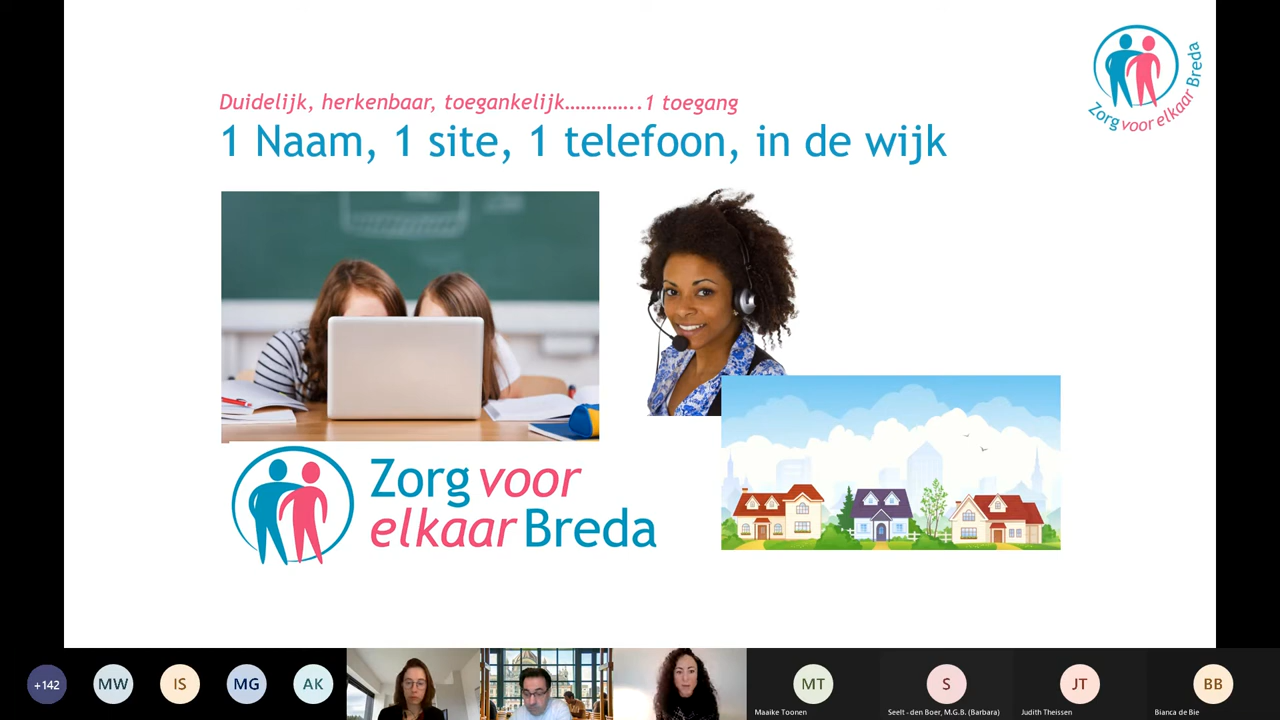 Duidelijk, herkenbaar, toegankelijk…………..1 toegang
1 Naam, 1 site, 1 telefoon, in de wijk
Zorg voor elkaar Breda
Zorg voor
elkaar Breda
+142
MW
IS
MG
AK
MT
Maaike Toonen
S
Seelt - den Boer, M.G.B. (Barbara)
JT
Judith Theissen
BB
Bianca de Bie